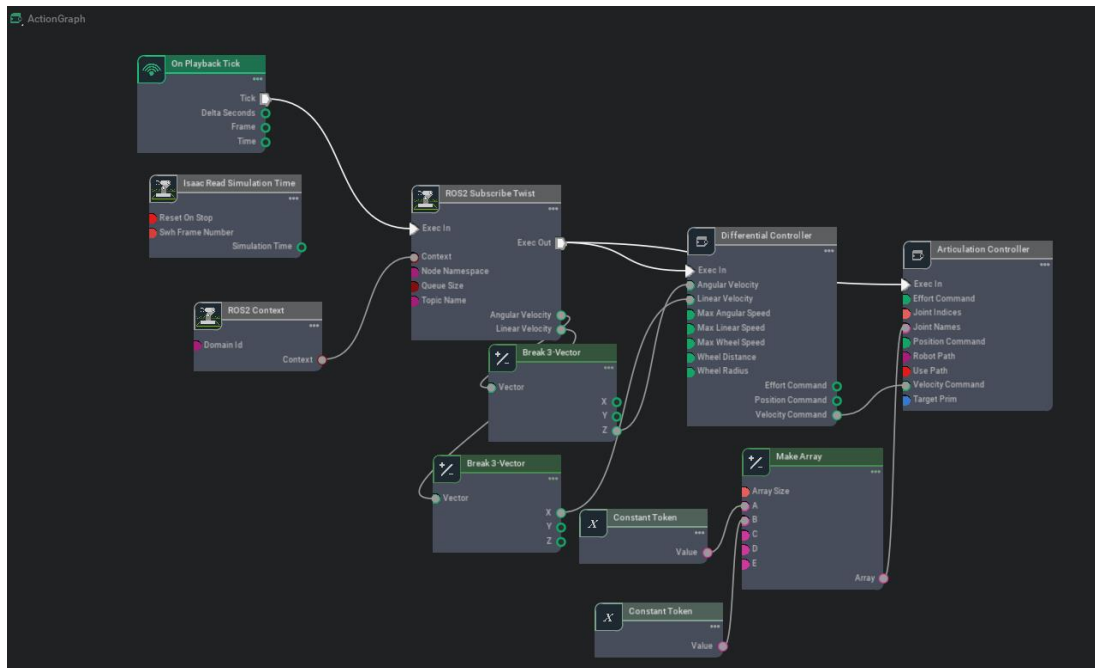 ActionGraph
On Playback Tick
Tick
Delta Seconds
Frame
Time
Isaac Read Simulation Time
Reset On Stop
Swh Frame Number
Simulation Time
ROS2 Context
Domain Id
Context
ROS2 Subscribe Twist
Exec In
Exec Out
Context
Node Namespace
Queue Size
Topic Name
Angular Velocity
Linear Velocity
Break 3-Vector
Vector
X
Y
Z
Break 3-Vector
Vector
X
Y
Z
Differential Controller
Exec In
Angular Velocity
Linear Velocity
Max Angular Speed
Max Linear Speed
Max Wheel Speed
Wheel Distance
Wheel Radius
Effort Command
Position Command
Velocity Command
Articulation Controller
Exec In
Effort Command
Joint Indices
Joint Names
Position Command
Robot Path
Use Path
Velocity Command
Target Prim
Make Array
Array Size
A
B
C
D
E
Array
X
Constant Token
Value
X
Constant Token
Value